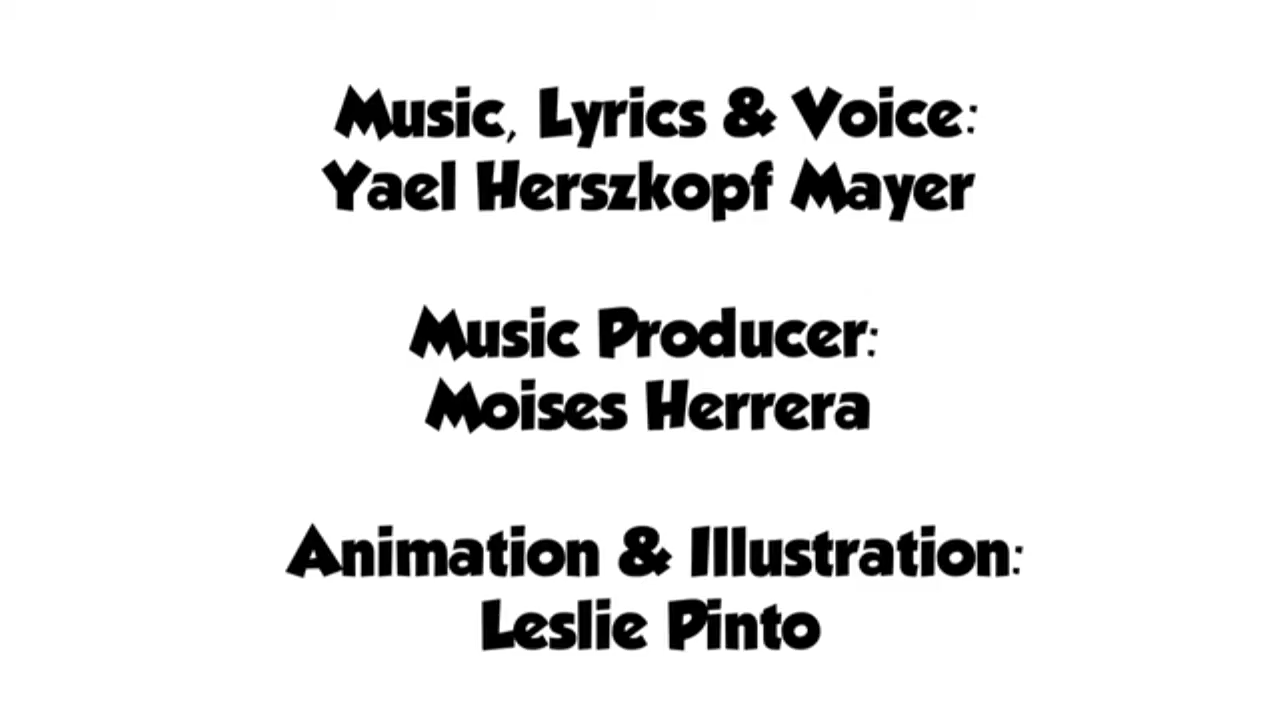 Music, Lyrics & Voice:
Yael Herszkopf Mayer
Music Producer:
Moises Herrera
Animation & Illustration:
Leslie Pinto